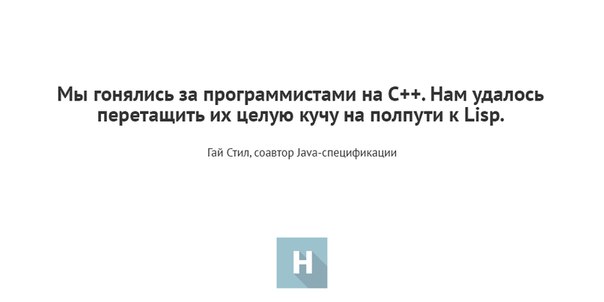 Мы гонялись за программистами на C++. Нам удалось
перетащить их целую кучу на полпути к Lisp.
Гай Стил, соавтор Java-спецификации
H